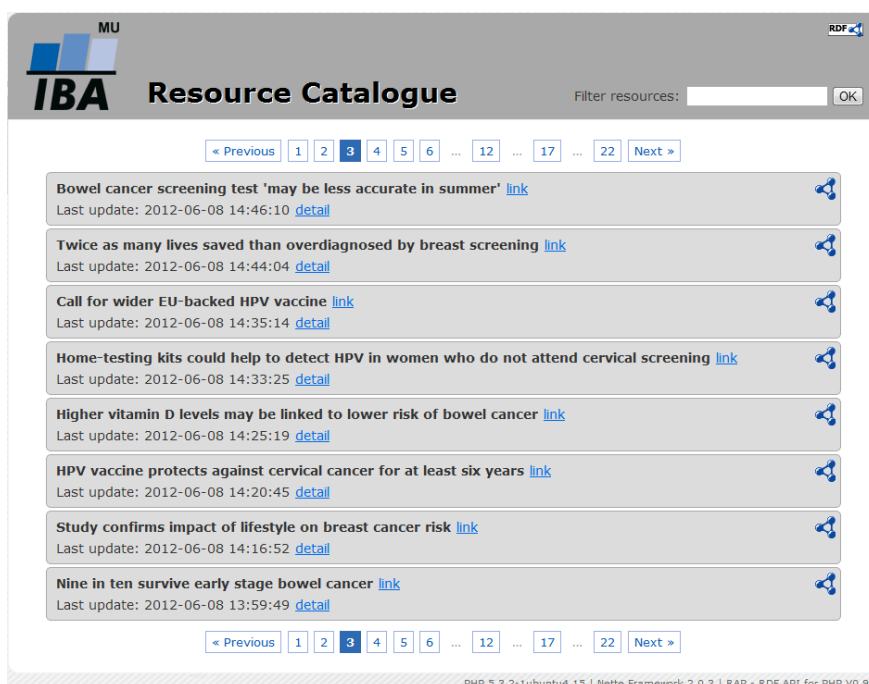 MU
IBA
RDF
Resource Catalogue
Filter resources: OK
« Previous 1 2 3 4 5 6 ... 12 ... 17 ... 22 Next »
Bowel cancer screening test 'may be less accurate in summer' link
Last update: 2012-06-08 14:46:10 detail
Twice as many lives saved than overdiagnosed by breast screening link
Last update: 2012-06-08 14:44:04 detail
Call for wider EU-backed HPV vaccine link
Last update: 2012-06-08 14:35:14 detail
Home-testing kits could help to detect HPV in women who do not attend cervical screening link
Last update: 2012-06-08 14:33:25 detail
Higher vitamin D levels may be linked to lower risk of bowel cancer link
Last update: 2012-06-08 14:25:19 detail
HPV vaccine protects against cervical cancer for at least six years link
Last update: 2012-06-08 14:20:45 detail
Study confirms impact of lifestyle on breast cancer risk link
Last update: 2012-06-08 14:16:52 detail
Nine in ten survive early stage bowel cancer link
Last update: 2012-06-08 13:59:49 detail
« Previous 1 2 3 4 5 6 ... 12 ... 17 ... 22 Next »
PHP 5.3.2-1ubuntu4.15 | Nette Framework 2.0.3 | RAP - RDF API for PHP V0.9